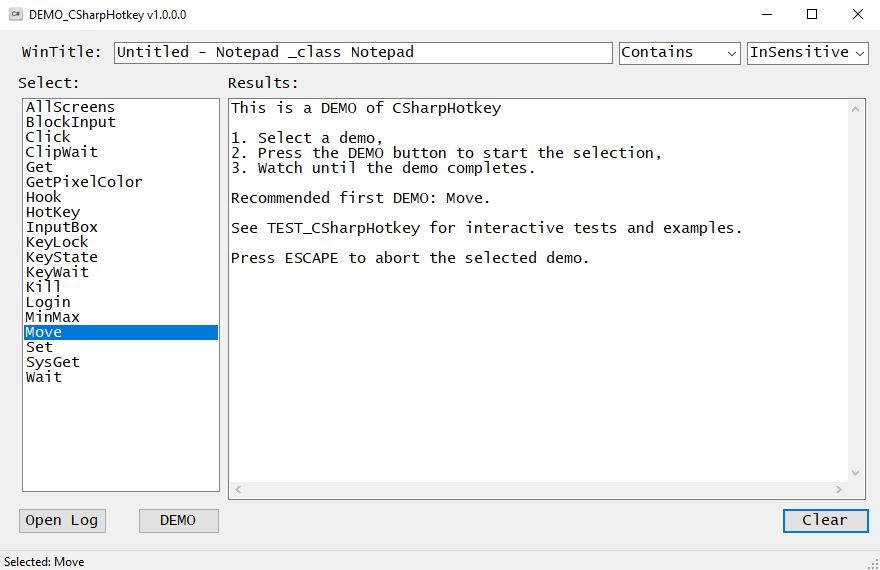 C#
DEMO_CSharpHotkey v1.0.0.0
WinTitle: Untitled - Notepad _class Notepad Contains InSensitive
Select:
AllScreens
BlockInput
Click
ClipWait
Get
GetPixelColor
Hook
HotKey
InputBox
KeyLock
KeyState
KeyWait
Kill
Login
MinMax
Move
Set
SysGet
Wait
Results:
This is a DEMO of CSharpHotkey
1. Select a demo,
2. Press the DEMO button to start the selection,
3. Watch until the demo completes.
Recommended first DEMO: Move.
See TEST_CSharpHotkey for interactive tests and examples.
Press ESCAPE to abort the selected demo.
Open Log DEMO Clear
Selected: Move